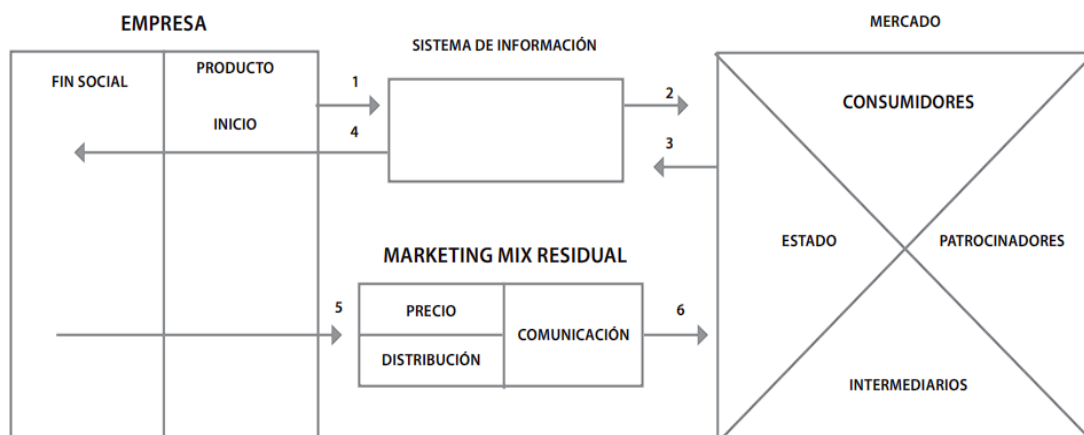 EMPRESA
SISTEMA DE INFORMACIÓN
MERCADO
FIN SOCIAL
PRODUCTO
INICIO
1
4
2
3
CONSUMIDORES
ESTADO
PATROCINADORES
INTERMEDIARIOS
MARKETING MIX RESIDUAL
5
PRECIO
DISTRIBUCIÓN
COMUNICACIÓN
6